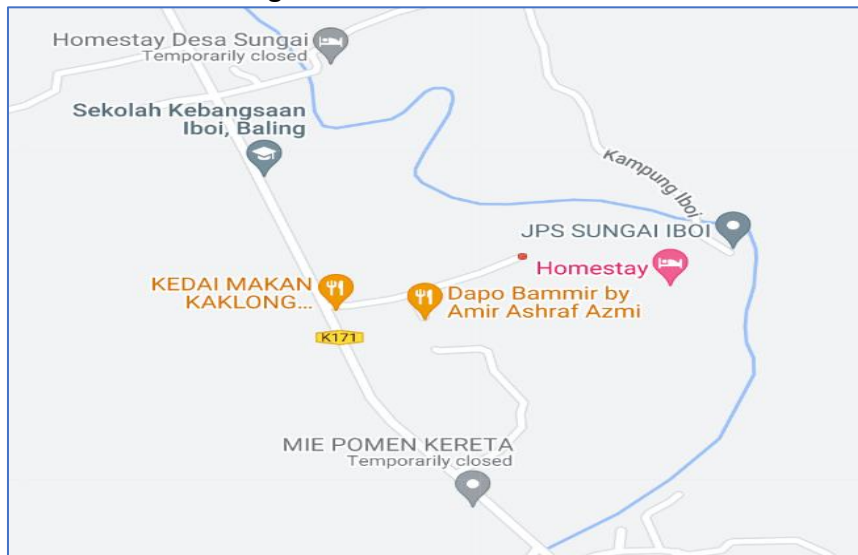 Homestay Desa Sungai
Temporarily closed
Sekolah Kebangsaan
Iboi, Baling
Kampung Iboi
JPS SUNGAI IBOI
Homestay
KEDAI MAKAN
KAKLONG...
Dapo Bammir by
Amir Ashraf Azmi
K171
MIE POMEN KERETA
Temporarily closed